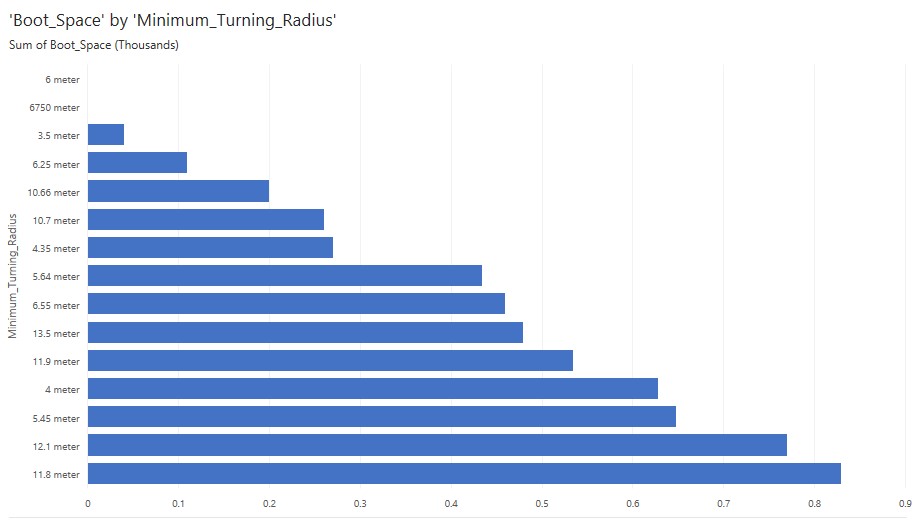 'Boot_Space' by 'Minimum_Turning_Radius'
Sum of Boot_Space (Thousands)
Minimum_Turning_Radius
6 meter
6750 meter
3.5 meter
6.25 meter
10.66 meter
10.7 meter
4.35 meter
5.64 meter
6.55 meter
13.5 meter
11.9 meter
4 meter
5.45 meter
12.1 meter
11.8 meter
0 0.1 0.2 0.3 0.4 0.5 0.6 0.7 0.8 0.9